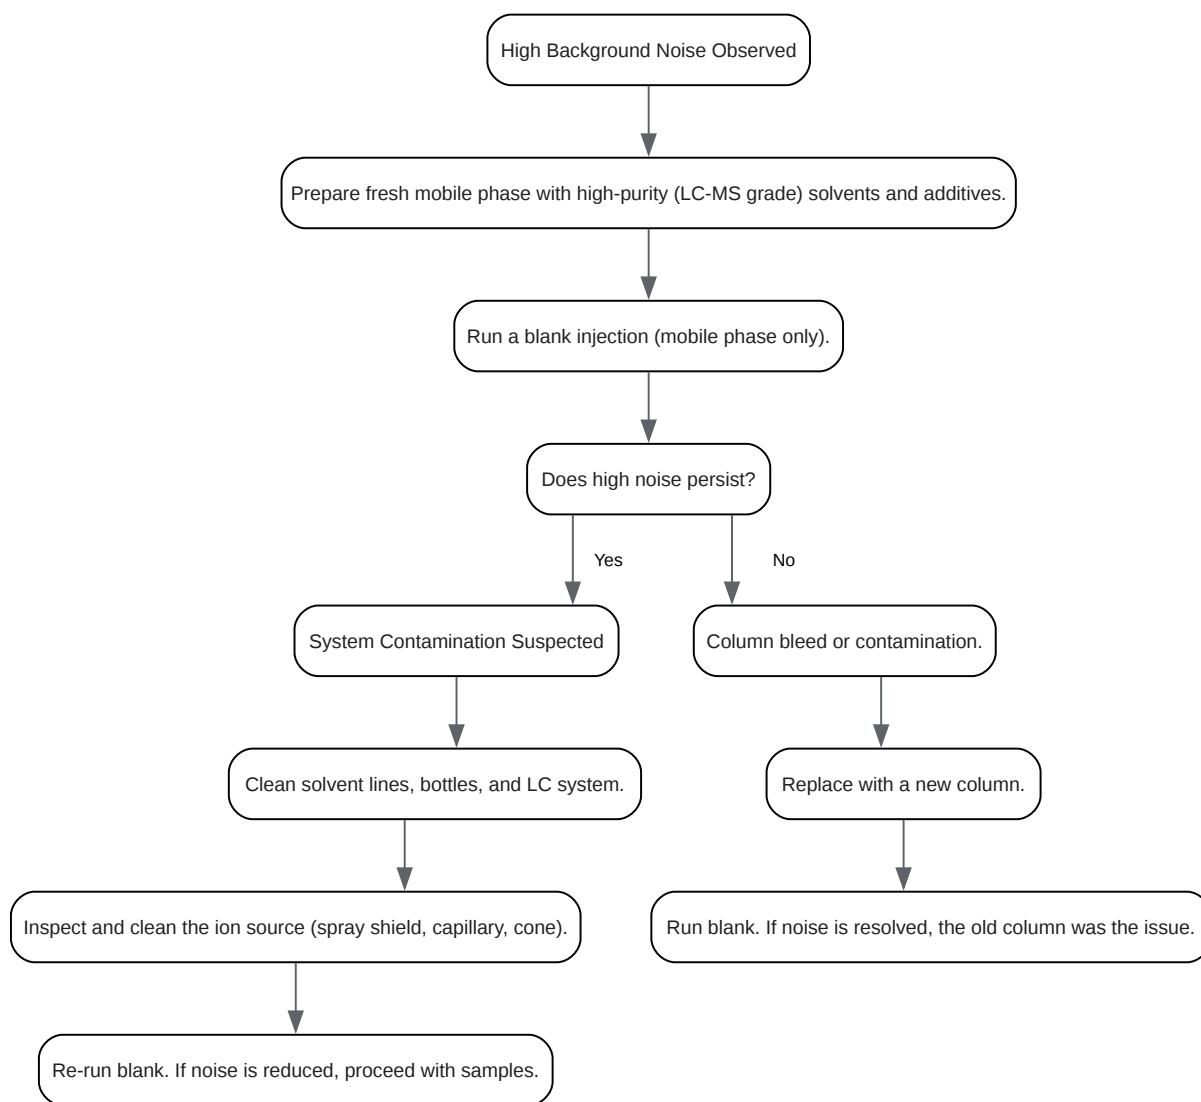 High Background Noise Observed
Prepare fresh mobile phase with high-purity (LC-MS grade) solvents and additives.
Run a blank injection (mobile phase only).
Does high noise persist?
Yes
No
System Contamination Suspected
Column bleed or contamination.
Clean solvent lines, bottles, and LC system.
Replace with a new column.
Inspect and clean the ion source (spray shield, capillary, cone).
Run blank. If noise is resolved, the old column was the issue.
Re-run blank. If noise is reduced, proceed with samples.